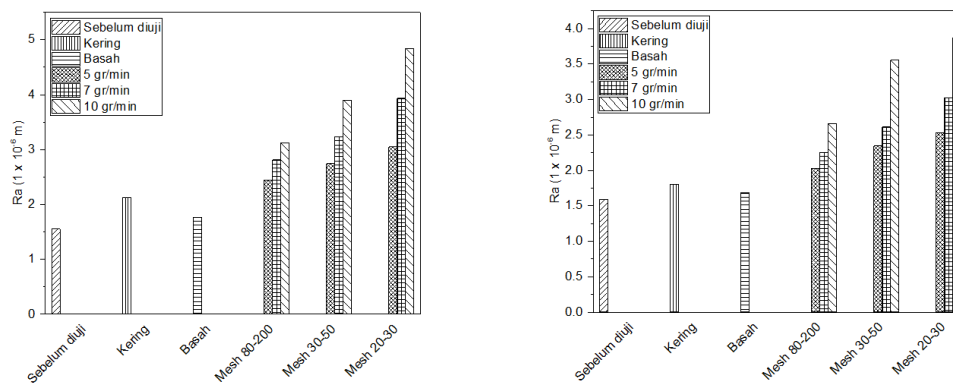 Sebelum diuji
Kering
Basah
5 gr/min
7 gr/min
10 gr/min
5
4
3
2
1
0
Ra (1 x 10⁻⁶ m)
Sebelum diuji
Kering
Basah
Mesh 80-200
Mesh 30-50
Mesh 20-30
Sebelum diuji
Kering
Basah
5 gr/min
7 gr/min
10 gr/min
4.0
3.5
3.0
2.5
2.0
1.5
1.0
0.5
0.0
Ra (1 x 10⁻⁶ m)
Sebelum diuji
Kering
Basah
Mesh 80-200
Mesh 30-50
Mesh 20-30